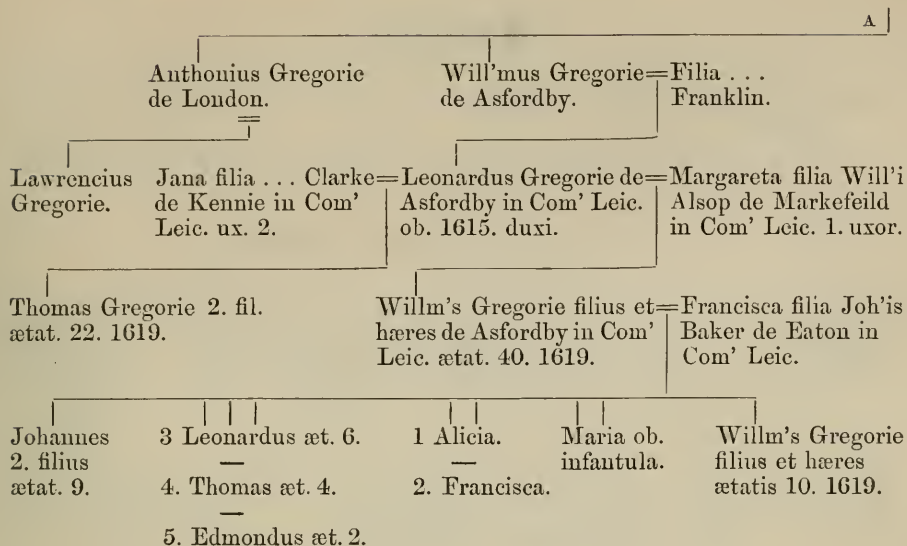 A
Anthonius Gregorie
de London.
Will'mus Gregorie=Filia . . .
de Asfordby. Franklin.
Lawrencius
Gregorie.
Jana filia . . . Clarke=Leonardus Gregorie de=Margareta filia Will'i
de Kennie in Com' Asfordby in Com' Leic. Alsop de Markefeild
Leic. ux. 2. ob. 1615. duxi. in Com' Leic. 1. uxor.
Thomas Gregorie 2. fil.
ætat. 22. 1619.
Willm's Gregorie filius et=Francisca filia Joh'is
hæres de Asfordby in Com' Baker de Eaton in
Leic. ætat. 40. 1619. Com' Leic.
Johannes
2. filius
ætat. 9.
3 Leonardus æt. 6.
—
4. Thomas æt. 4.
—
5. Edmondus æt. 2.
1 Alicia.
—
2. Francisca.
Maria ob.
infantula.
Willm's Gregorie
filius et hæres
ætatis 10. 1619.